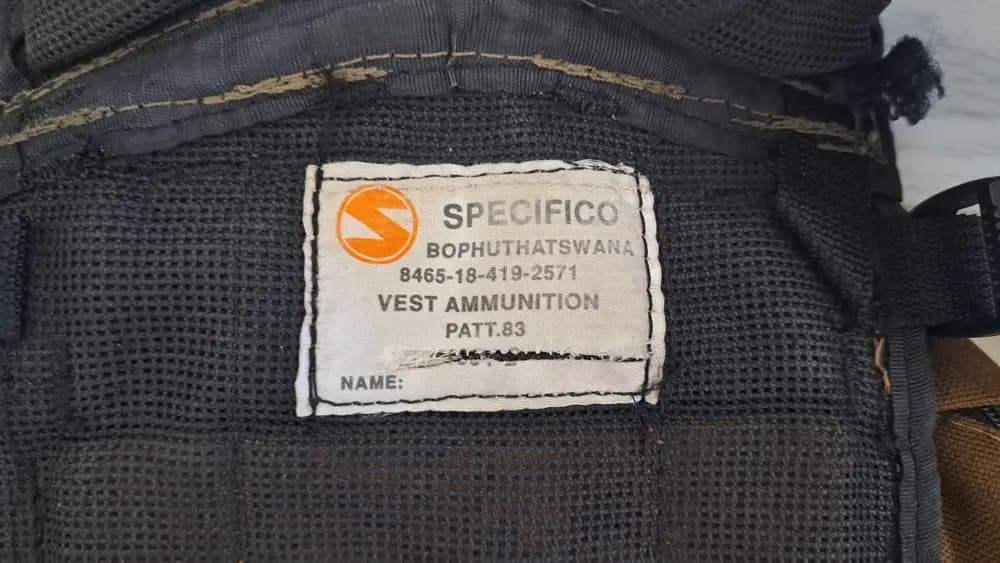 SPECIFICO
BOPHUTHATSWANA
8465-18-419-2571
VEST AMMUNITION
PATT.83
NAME: